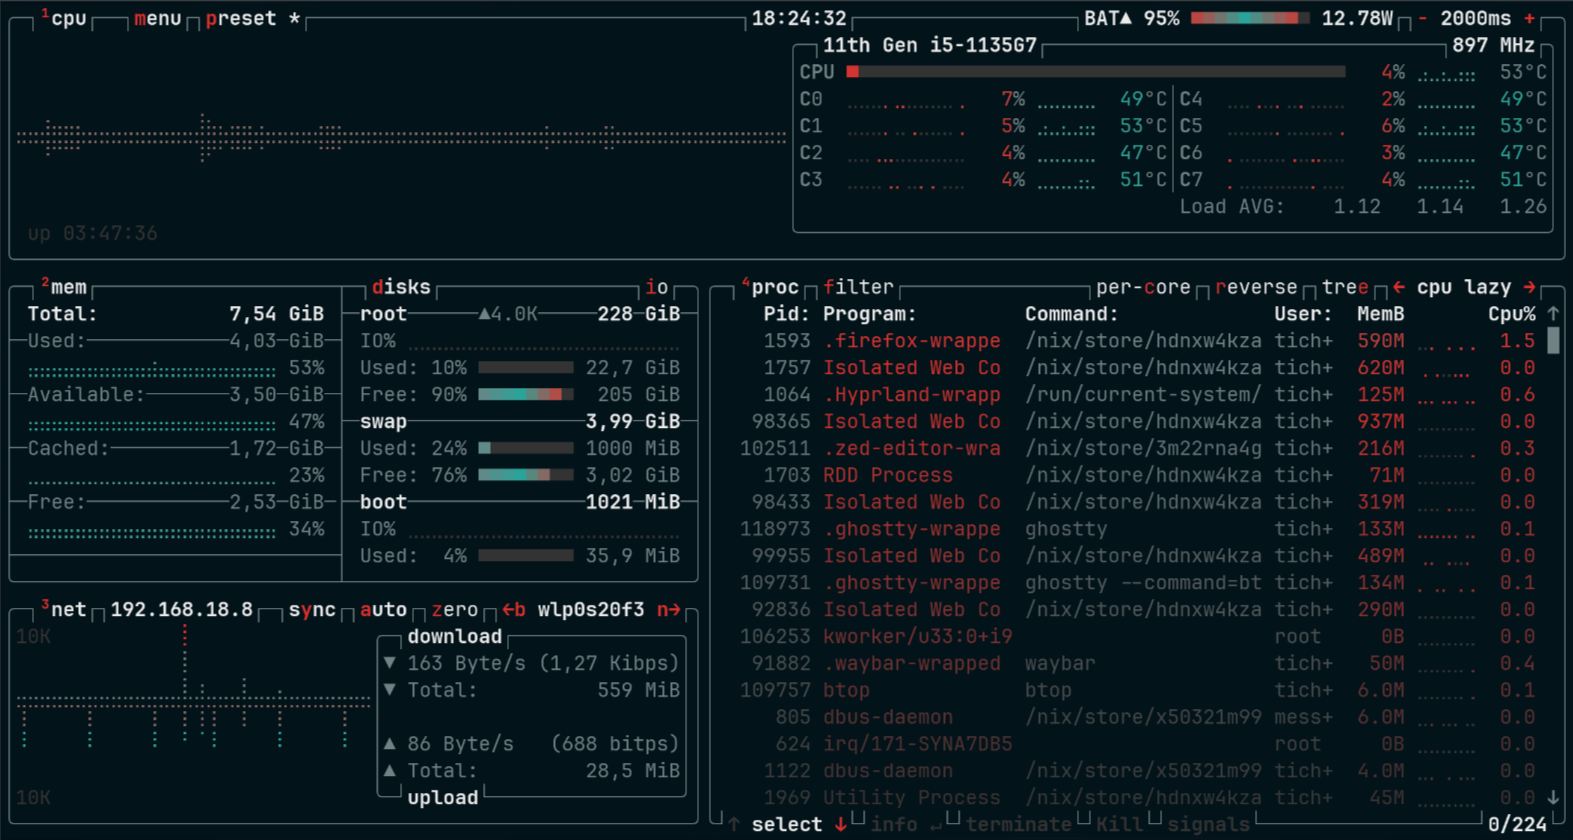 ¹cpu menu preset * 18:24:32 BAT▲ 95% 12.78W - 2000ms +
11th Gen i5-1135G7 897 MHz
CPU 4% 53°C
C0 7% 49°C C4 2% 49°C
C1 5% 53°C C5 6% 53°C
C2 4% 47°C C6 3% 47°C
C3 4% 51°C C7 4% 51°C
Load AVG: 1.12 1.14 1.26
up 03:47:36
²mem
Total: 7,54 GiB
Used: 4,03 GiB
53%
Available: 3,50 GiB
47%
Cached: 1,72 GiB
23%
Free: 2,53 GiB
34%
disks io
root ▲4.0K 228 GiB
IO%
Used: 10% 22,7 GiB
Free: 90% 205 GiB
swap 3,99 GiB
Used: 24% 1000 MiB
Free: 76% 3,02 GiB
boot 1021 MiB
IO%
Used: 4% 35,9 MiB
³net 192.168.18.8 sync auto zero ←b wlp0s20f3 n→
10K
download
▼ 163 Byte/s (1,27 Kibps)
▼ Total: 559 MiB
▲ 86 Byte/s (688 bitps)
▲ Total: 28,5 MiB
upload
10K
⁴proc filter per-core reverse tree ← cpu lazy →
Pid: Program: Command: User: MemB Cpu% ↑
1593 .firefox-wrappe /nix/store/hdnxw4kza tich+ 590M 1.5
1757 Isolated Web Co /nix/store/hdnxw4kza tich+ 620M 0.0
1064 .Hyprland-wrapp /run/current-system/ tich+ 125M 0.6
98365 Isolated Web Co /nix/store/hdnxw4kza tich+ 937M 0.0
102511 .zed-editor-wra /nix/store/3m22rna4g tich+ 216M 0.3
1703 RDD Process /nix/store/hdnxw4kza tich+ 71M 0.0
98433 Isolated Web Co /nix/store/hdnxw4kza tich+ 319M 0.0
118973 .ghostty-wrappe ghostty tich+ 133M 0.1
99955 Isolated Web Co /nix/store/hdnxw4kza tich+ 489M 0.0
109731 .ghostty-wrappe ghostty --command=bt tich+ 134M 0.1
92836 Isolated Web Co /nix/store/hdnxw4kza tich+ 290M 0.0
106253 kworker/u33:0+i9 root 0B 0.0
91882 .waybar-wrapped waybar tich+ 50M 0.4
109757 btop btop tich+ 6.0M 0.1
805 dbus-daemon /nix/store/x50321m99 mess+ 6.0M 0.0
624 irq/171-SYNA7DB5 root 0B 0.0
1122 dbus-daemon /nix/store/x50321m99 tich+ 4.0M 0.0
1969 Utility Process /nix/store/hdnxw4kza tich+ 45M 0.0 ↓
↑ select ↓ info ↵ terminate Kill signals 0/224